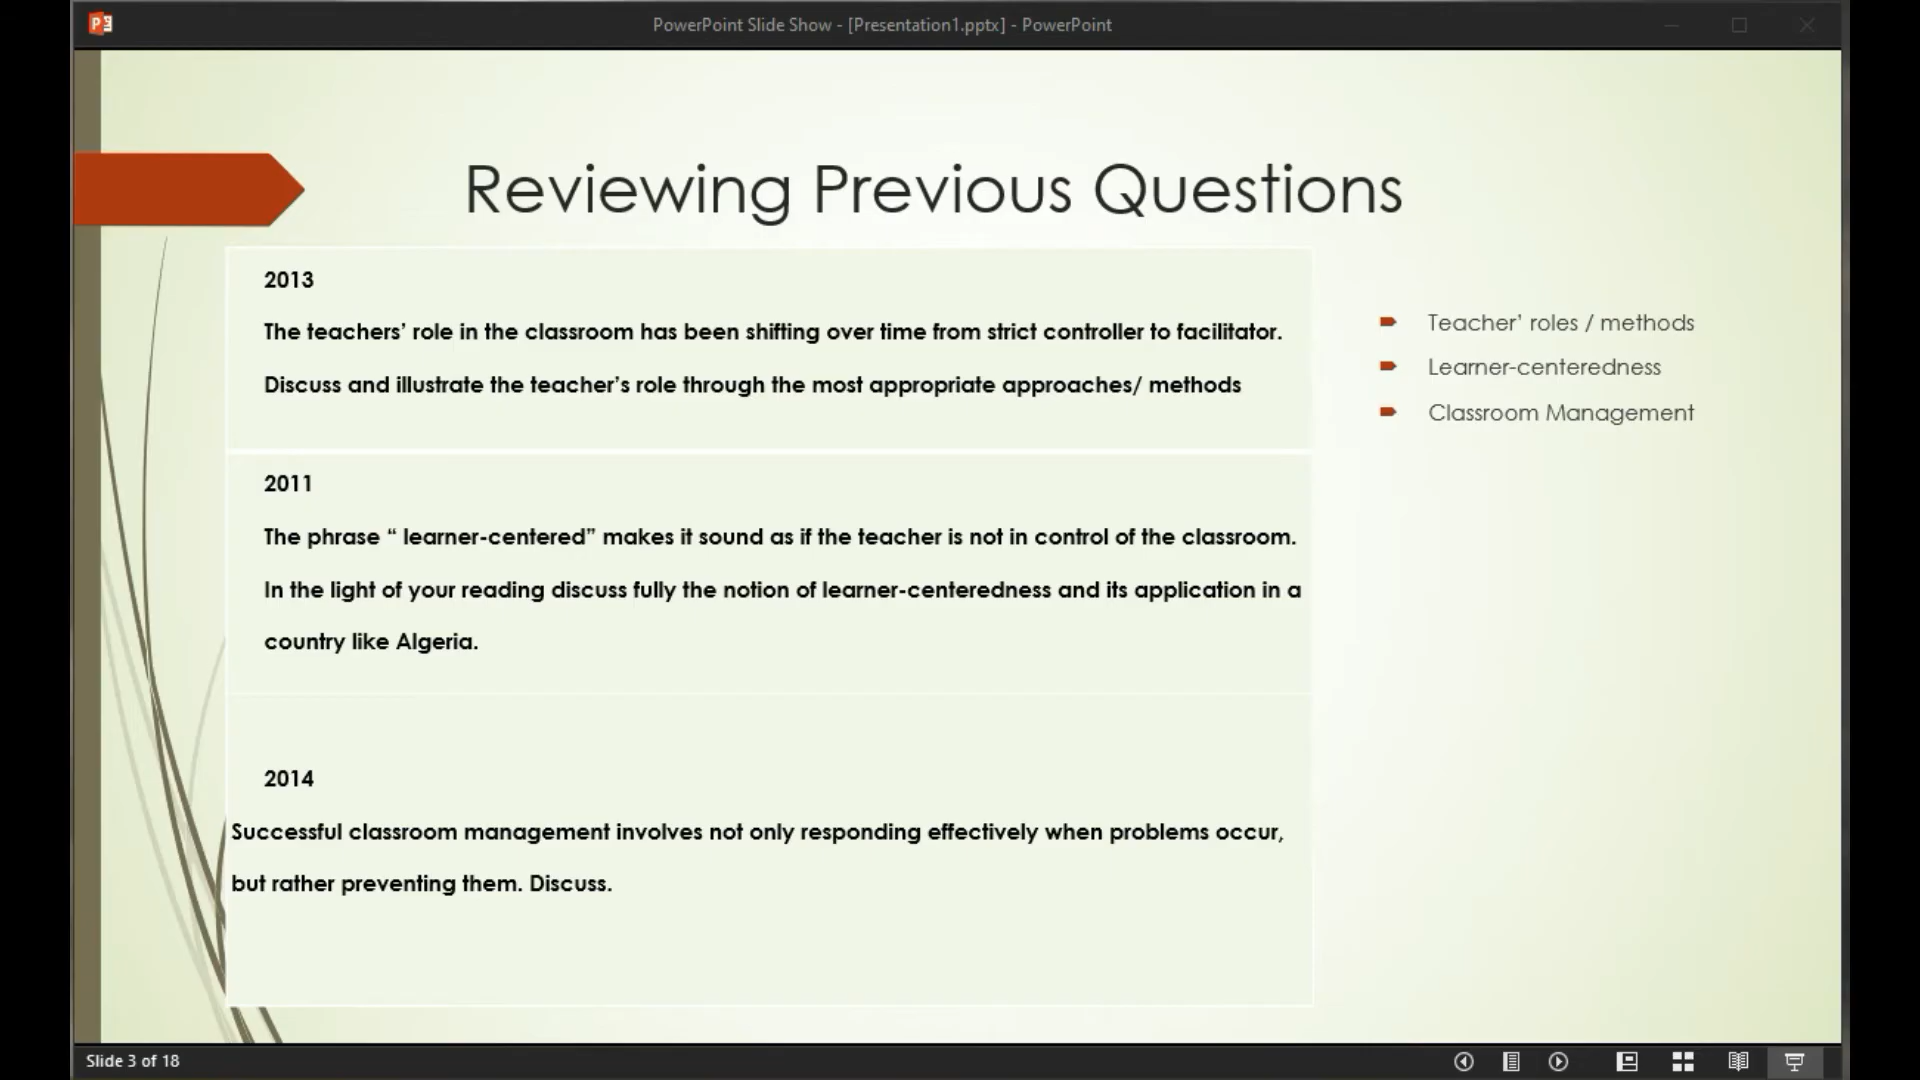 PowerPoint Slide Show - [Presentation1.pptx] - PowerPoint
Reviewing Previous Questions
2013
The teachers’ role in the classroom has been shifting over time from strict controller to facilitator.
Discuss and illustrate the teacher’s role through the most appropriate approaches/ methods
2011
The phrase “ learner-centered” makes it sound as if the teacher is not in control of the classroom.
In the light of your reading discuss fully the notion of learner-centeredness and its application in a
country like Algeria.
2014
Successful classroom management involves not only responding effectively when problems occur,
but rather preventing them. Discuss.
Teacher’ roles / methods
Learner-centeredness
Classroom Management
Slide 3 of 18